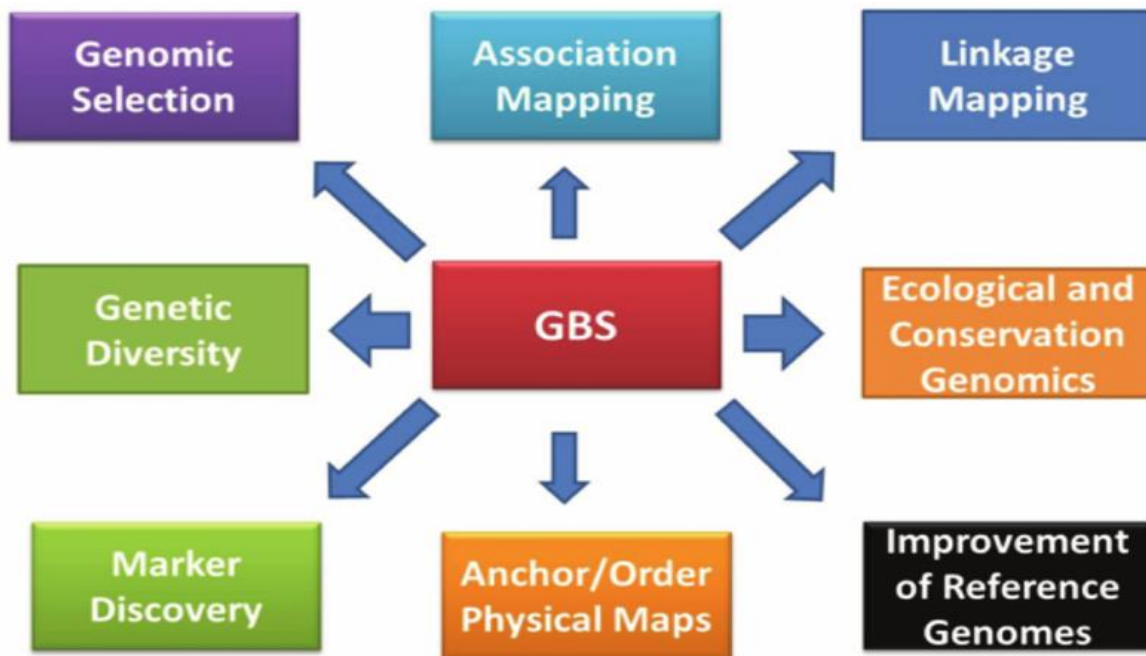 Genomic
Selection
Association
Mapping
Linkage
Mapping
Genetic
Diversity
GBS
Ecological and
Conservation
Genomics
Marker
Discovery
Anchor/Order
Physical Maps
Improvement
of Reference
Genomes